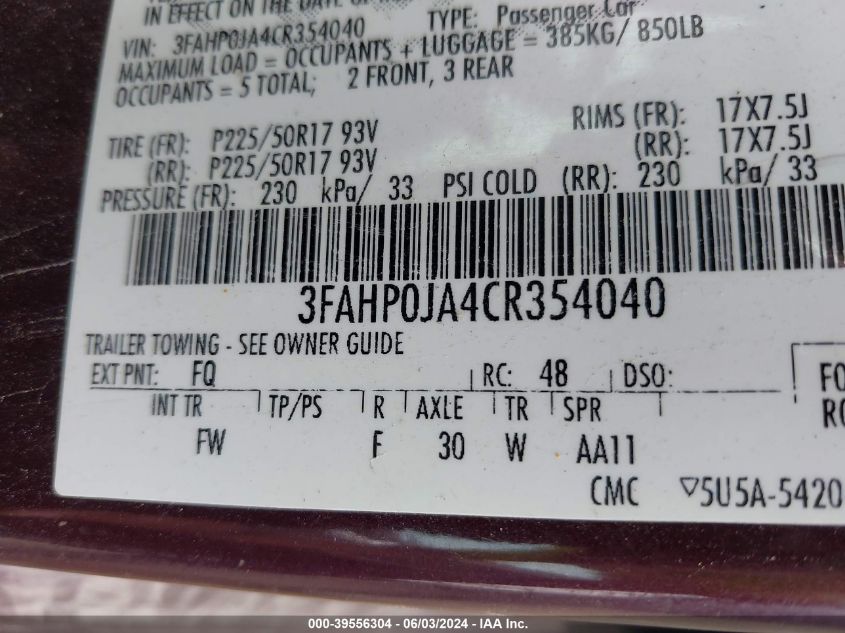 IN EFFECT ON THE DATE OF
VIN: 3FAHP0JA4CR354040 TYPE: Passenger Car
MAXIMUM LOAD = OCCUPANTS + LUGGAGE = 385KG/ 850LB
OCCUPANTS = 5 TOTAL; 2 FRONT, 3 REAR
TIRE (FR): P225/50R17 93V RIMS (FR): 17X7.5J
(RR): P225/50R17 93V (RR): 17X7.5J
PRESSURE (FR): 230 kPa/ 33 PSI COLD (RR): 230 kPa/ 33
3FAHP0JA4CR354040
TRAILER TOWING - SEE OWNER GUIDE
EXT PNT: FQ RC: 48 DSO:
INT TR TP/PS R AXLE TR SPR
FW F 30 W AA11
CMC ▽5U5A-5420
000-39556304 / 06/03/2024 - IAA Inc.